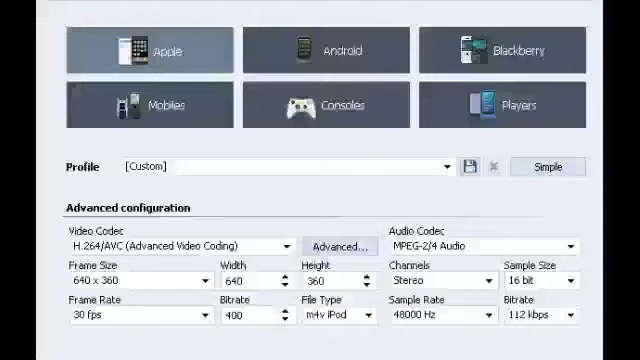 Apple Android Blackberry
Mobiles Consoles Players
Profile [Custom] Simple
Advanced configuration
Video Codec Audio Codec
H.264/AVC (Advanced Video Coding) Advanced... MPEG-2/4 Audio
Frame Size Width Height Channels Sample Size
640 x 360 640 360 Stereo 16 bit
Frame Rate Bitrate File Type Sample Rate Bitrate
30 fps 400 m4v iPod 48000 Hz 112 kbps